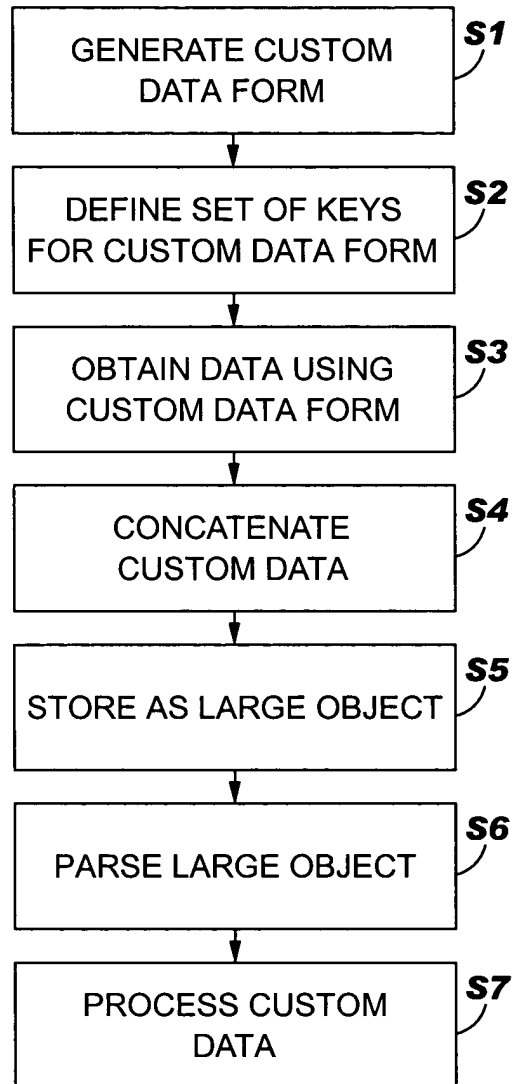 S1
GENERATE CUSTOM
DATA FORM
S2
DEFINE SET OF KEYS
FOR CUSTOM DATA FORM
S3
OBTAIN DATA USING
CUSTOM DATA FORM
S4
CONCATENATE
CUSTOM DATA
S5
STORE AS LARGE OBJECT
S6
PARSE LARGE OBJECT
S7
PROCESS CUSTOM
DATA